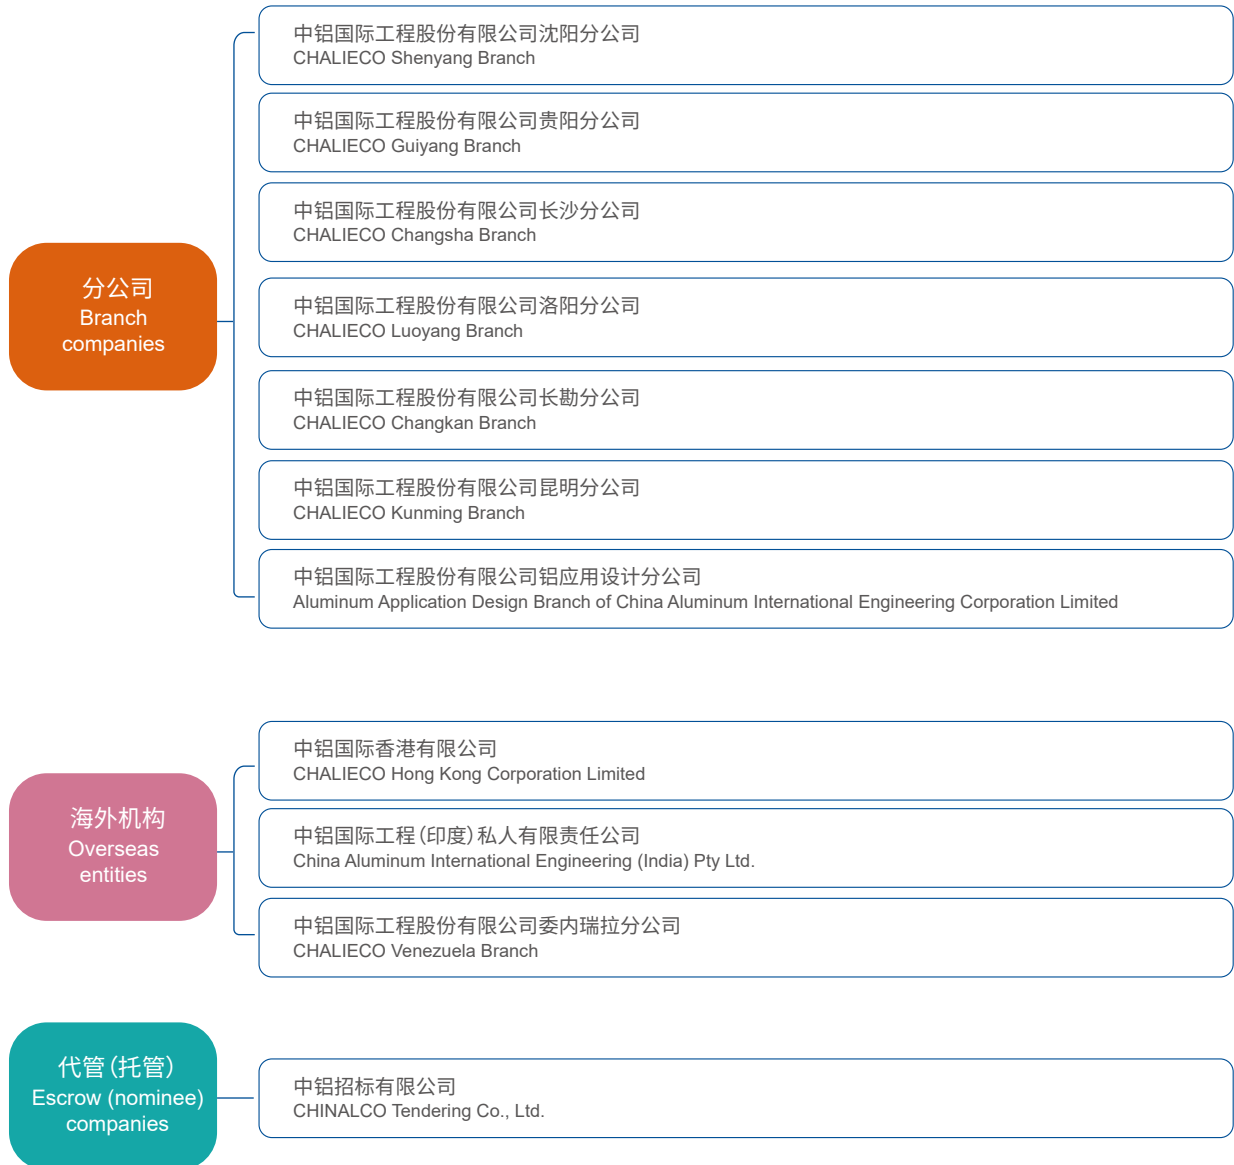 中铝国际工程股份有限公司沈阳分公司
CHALIECO Shenyang Branch
中铝国际工程股份有限公司贵阳分公司
CHALIECO Guiyang Branch
中铝国际工程股份有限公司长沙分公司
CHALIECO Changsha Branch
分公司
Branch
companies
中铝国际工程股份有限公司洛阳分公司
CHALIECO Luoyang Branch
中铝国际工程股份有限公司长勘分公司
CHALIECO Changkan Branch
中铝国际工程股份有限公司昆明分公司
CHALIECO Kunming Branch
中铝国际工程股份有限公司铝应用设计分公司
Aluminum Application Design Branch of China Aluminum International Engineering Corporation Limited
中铝国际香港有限公司
CHALIECO Hong Kong Corporation Limited
海外机构
Overseas
entities
中铝国际工程(印度)私人有限责任公司
China Aluminum International Engineering (India) Pty Ltd.
中铝国际工程股份有限公司委内瑞拉分公司
CHALIECO Venezuela Branch
代管(托管)
Escrow (nominee)
companies
中铝招标有限公司
CHINALCO Tendering Co., Ltd.